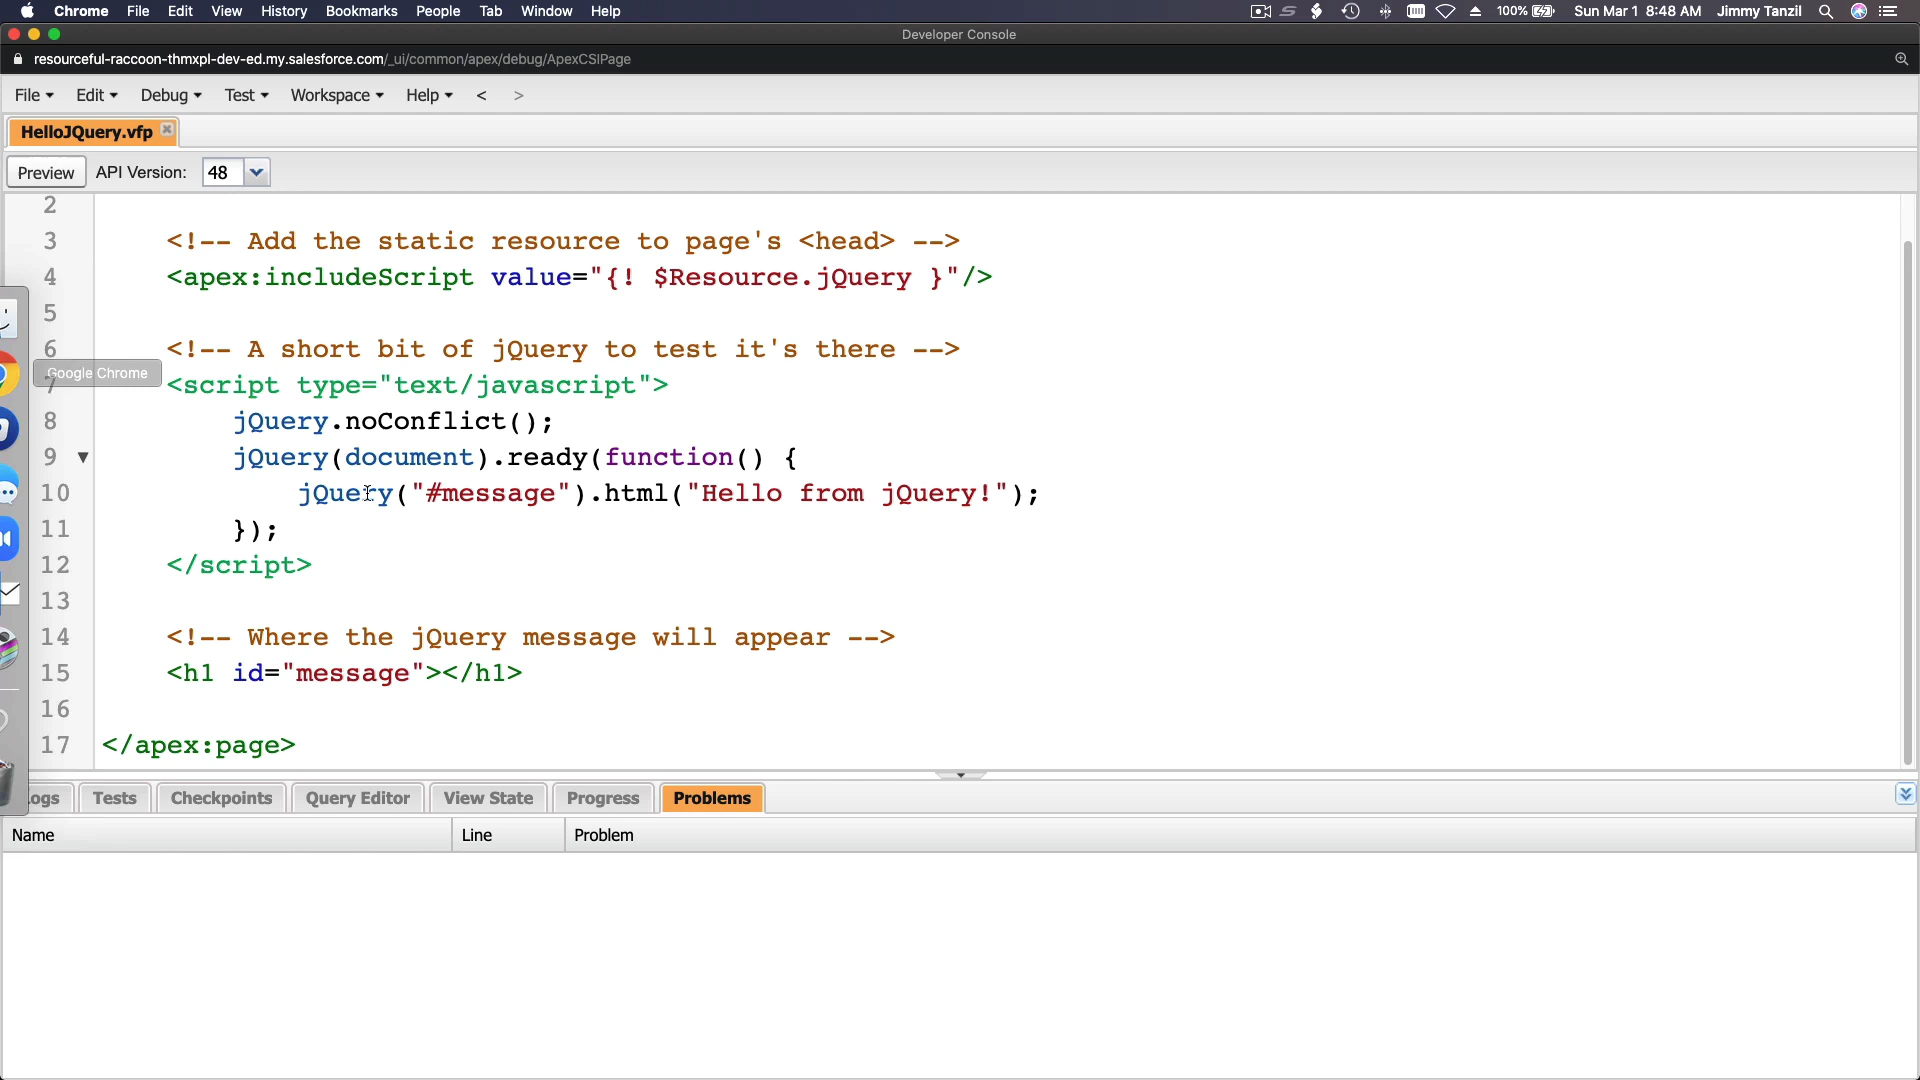 Chrome File Edit View History Bookmarks People Tab Window Help 100% Sun Mar 1 8:48 AM Jimmy Tanzil
Developer Console
resourceful-raccoon-thmxpl-dev-ed.my.salesforce.com/_ui/common/apex/debug/ApexCSIPage
File Edit Debug Test Workspace Help < >
HelloJQuery.vfp
Preview API Version: 48
2
3 <!-- Add the static resource to page's <head> -->
4 <apex:includeScript value="{! $Resource.jQuery }"/>
5
6 <!-- A short bit of jQuery to test it's there -->
Google Chrome
7 <script type="text/javascript">
8 jQuery.noConflict();
9 jQuery(document).ready(function() {
10 jQuery("#message").html("Hello from jQuery!");
11 });
12 </script>
13
14 <!-- Where the jQuery message will appear -->
15 <h1 id="message"></h1>
16
17 </apex:page>
ogs Tests Checkpoints Query Editor View State Progress Problems
Name Line Problem